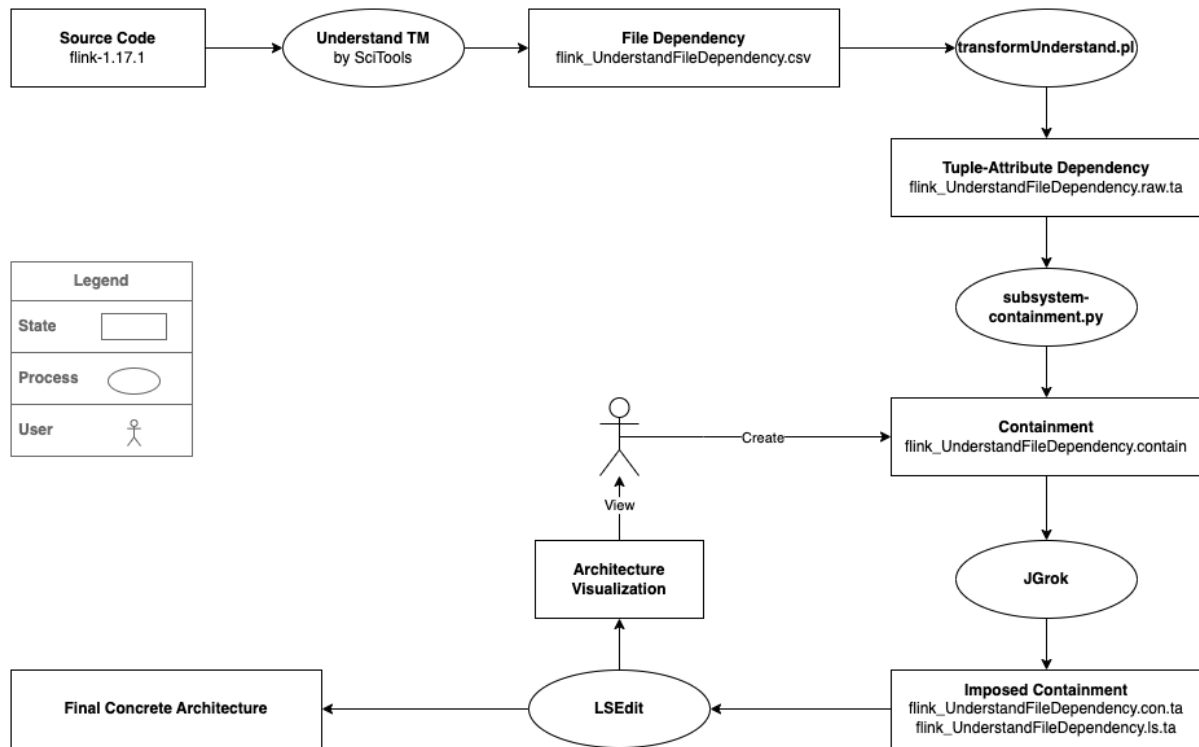 Source Code
flink-1.17.1
Understand TM
by SciTools
File Dependency
flink_UnderstandFileDependency.csv
transformUnderstand.pl
Tuple-Attribute Dependency
flink_UnderstandFileDependency.raw.ta
Legend
State
Process
User
subsystem-
containment.py
Create
Containment
flink_UnderstandFileDependency.contain
View
Architecture
Visualization
JGrok
Final Concrete Architecture
LSEdit
Imposed Containment
flink_UnderstandFileDependency.con.ta
flink_UnderstandFileDependency.ls.ta